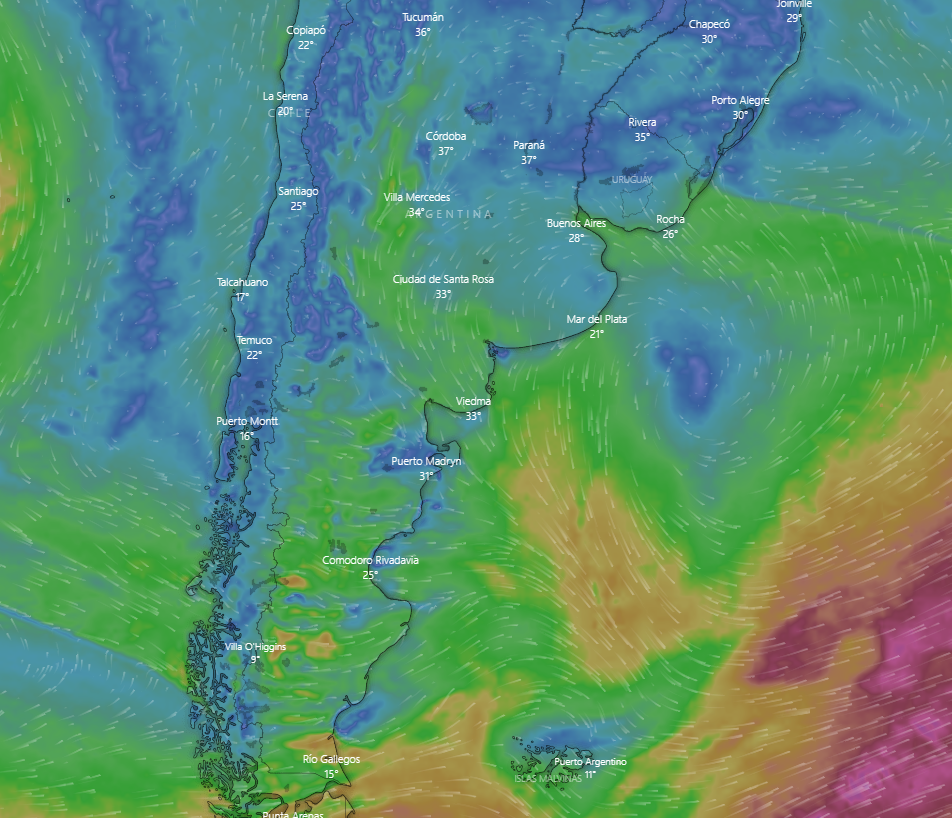 Joinville
29°
Tucumán
36°
Chapecó
30°
Copiapó
22°
La Serena
20°
CHILE
Porto Alegre
30°
Rivera
35°
Córdoba
37°
Paraná
37°
URUGUAY
Santiago
25°
Villa Mercedes
34°
ARGENTINA
Buenos Aires
28°
Rocha
26°
Talcahuano
17°
Ciudad de Santa Rosa
33°
Mar del Plata
21°
Temuco
22°
Viedma
33°
Puerto Montt
16°
Puerto Madryn
31°
Comodoro Rivadavia
25°
Villa O'Higgins
9°
Río Gallegos
15°
Puerto Argentino
11°
ISLAS MALVINAS
Punta Arenas